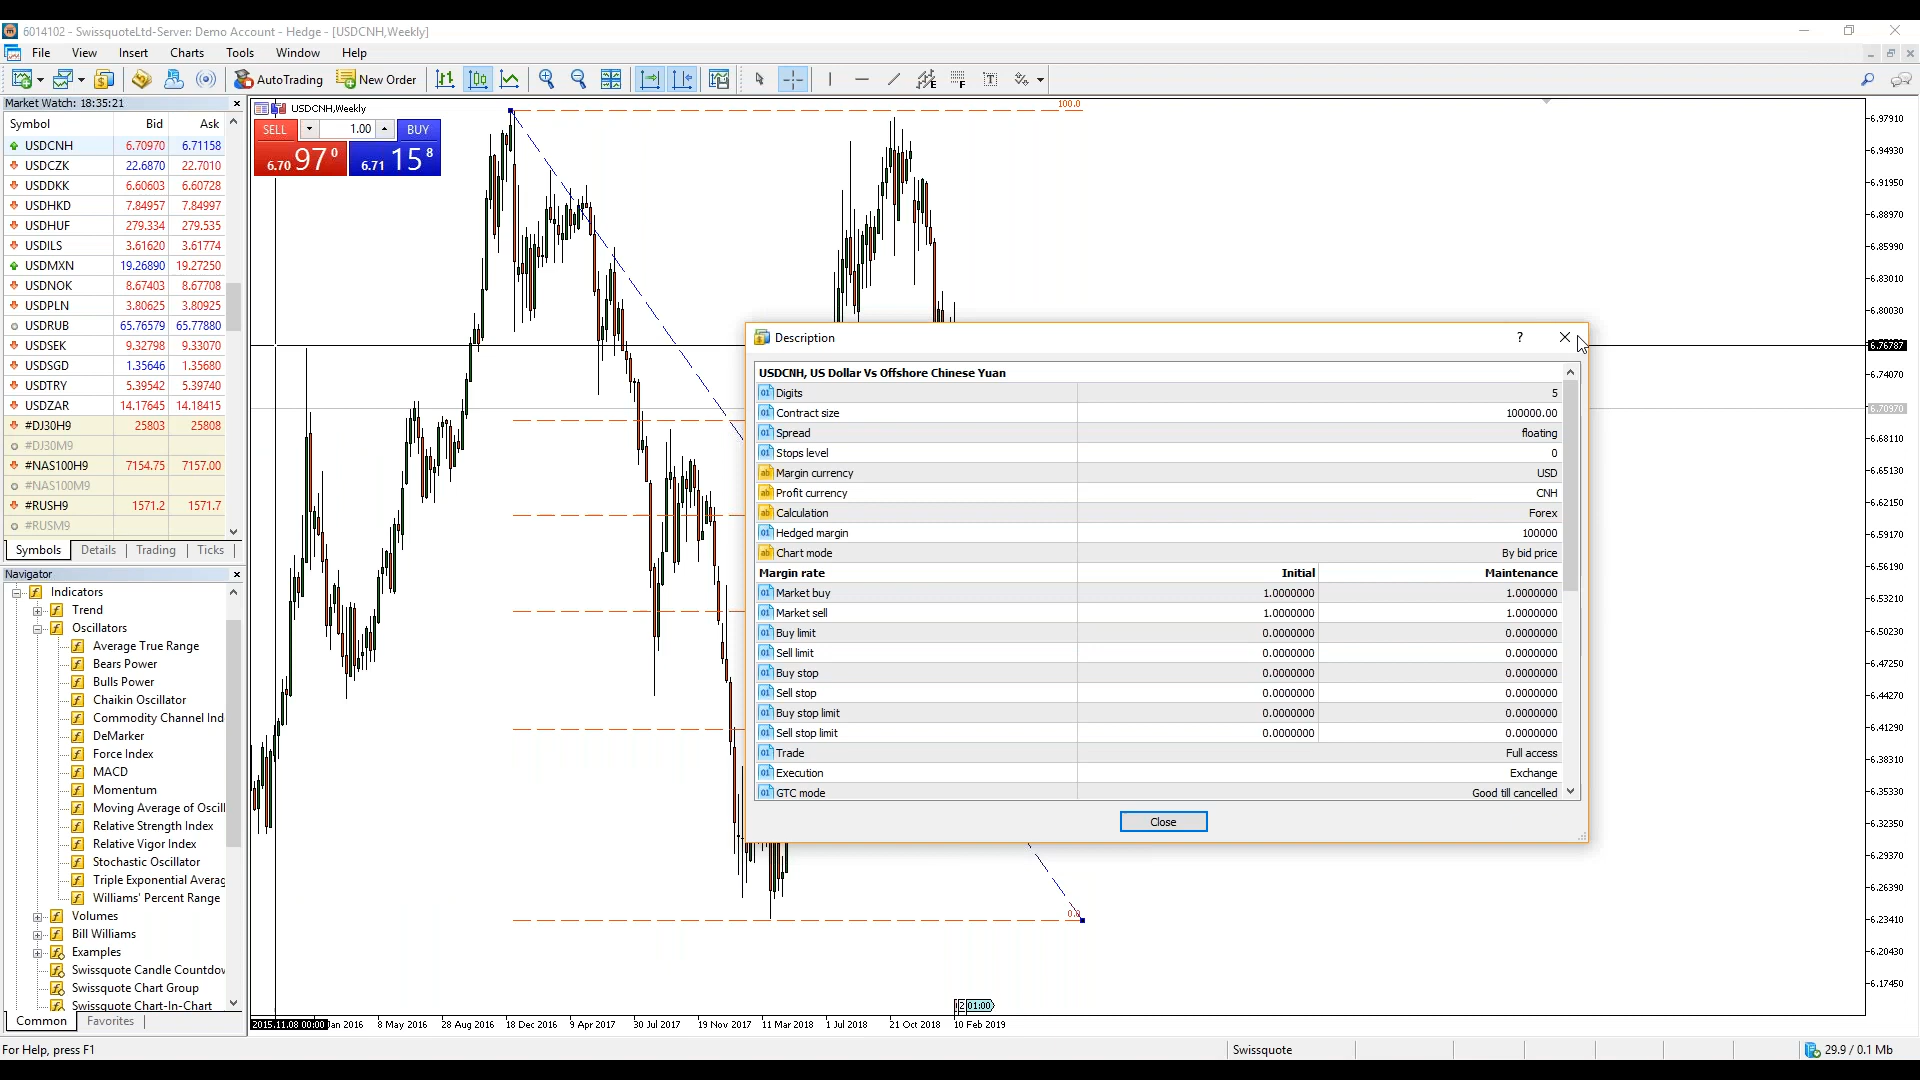 6014102 - SwissquoteLtd-Server: Demo Account - Hedge - [USDCNH,Weekly]
File View Insert Charts Tools Window Help
AutoTrading New Order
Market Watch: 18:35:21
Symbol Bid Ask
USDCNH 6.70970 6.71158
USDCZK 22.6870 22.7010
USDDKK 6.60603 6.60728
USDHKD 7.84957 7.84997
USDHUF 279.334 279.535
USDILS 3.61620 3.61774
USDMXN 19.26890 19.27250
USDNOK 8.67403 8.67708
USDPLN 3.80625 3.80925
USDRUB 65.76579 65.77880
USDSEK 9.32798 9.33070
USDSGD 1.35646 1.35680
USDTRY 5.39542 5.39740
USDZAR 14.17645 14.18415
#DJ30H9 25803 25808
#DJ30M9
#NAS100H9 7154.75 7157.00
#NAS100M9
#RUSH9 1571.2 1571.7
#RUSM9
Symbols Details Trading Ticks
Navigator
Indicators
Trend
Oscillators
Average True Range
Bears Power
Bulls Power
Chaikin Oscillator
Commodity Channel Ind
DeMarker
Force Index
MACD
Momentum
Moving Average of Oscill
Relative Strength Index
Relative Vigor Index
Stochastic Oscillator
Triple Exponential Averag
Williams' Percent Range
Volumes
Bill Williams
Examples
Swissquote Candle Countdov
Swissquote Chart Group
Swissquote Chart-In-Chart
Common Favorites
USDCNH,Weekly
SELL 1.00 BUY
6.70 97 0 6.71 15 8
100.0
0.0
Description ?
USDCNH, US Dollar Vs Offshore Chinese Yuan
Digits 5
Contract size 100000.00
Spread floating
Stops level 0
Margin currency USD
Profit currency CNH
Calculation Forex
Hedged margin 100000
Chart mode By bid price
Margin rate Initial Maintenance
Market buy 1.0000000 1.0000000
Market sell 1.0000000 1.0000000
Buy limit 0.0000000 0.0000000
Sell limit 0.0000000 0.0000000
Buy stop 0.0000000 0.0000000
Sell stop 0.0000000 0.0000000
Buy stop limit 0.0000000 0.0000000
Sell stop limit 0.0000000 0.0000000
Trade Full access
Execution Exchange
GTC mode Good till cancelled
Close
6.97910
6.94930
6.91950
6.88970
6.85990
6.83010
6.80030
6.76787
6.74070
6.70970
6.68110
6.65130
6.62150
6.59170
6.56190
6.53210
6.50230
6.47250
6.44270
6.41290
6.38310
6.35330
6.32350
6.29370
6.26390
6.23410
6.20430
6.17450
01:00
2015.11.08 00:00 Jan 2016 8 May 2016 28 Aug 2016 18 Dec 2016 9 Apr 2017 30 Jul 2017 19 Nov 2017 11 Mar 2018 1 Jul 2018 21 Oct 2018 10 Feb 2019
For Help, press F1 Swissquote 29.9 / 0.1 Mb